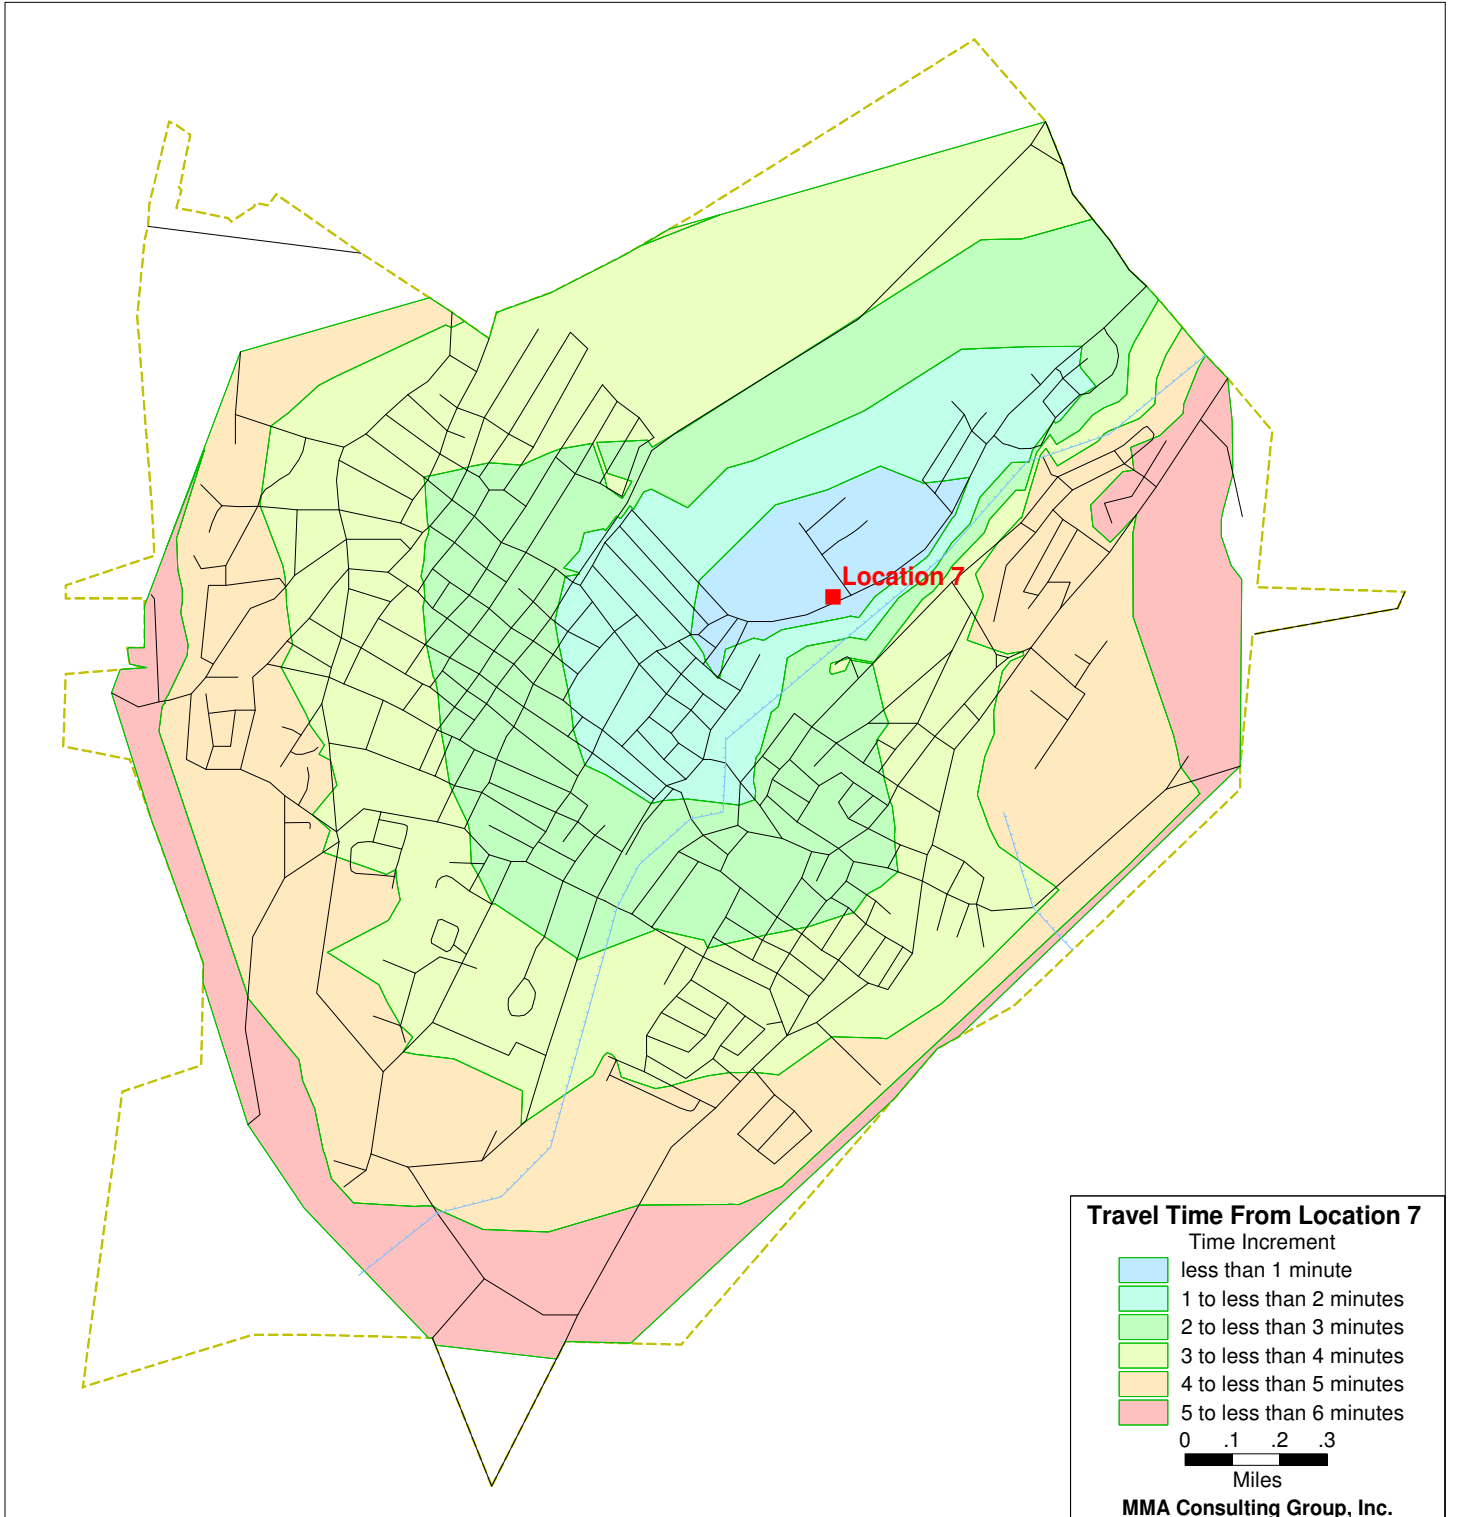 Location 7
Travel Time From Location 7
Time Increment
less than 1 minute
1 to less than 2 minutes
2 to less than 3 minutes
3 to less than 4 minutes
4 to less than 5 minutes
5 to less than 6 minutes
0 .1 .2 .3
Miles
MMA Consulting Group, Inc.